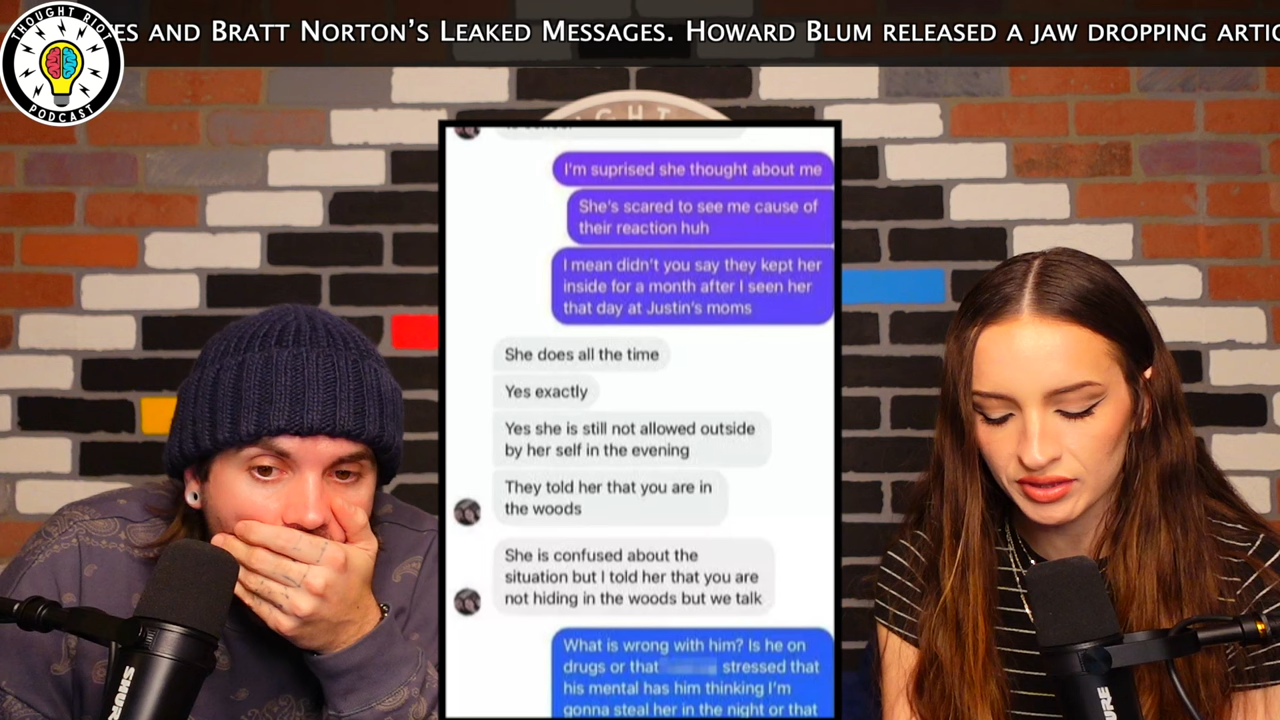 ES AND BRATT NORTON'S LEAKED MESSAGES. HOWARD BLUM RELEASED A JAW DROPPING
THOUGHT RIOT
PODCAST
I'm suprised she thought about me
She's scared to see me cause of
their reaction huh
I mean didn't you say they kept her
inside for a month after I seen her
that day at Justin's moms
She does all the time
Yes exactly
Yes she is still not allowed outside
by her self in the evening
They told her that you are in
the woods
She is confused about the
situation but I told her that you are
not hiding in the woods but we talk
What is wrong with him? Is he on
drugs or that stressed that
his mental has him thinking I'm
gonna steal her in the night or that
SHURE